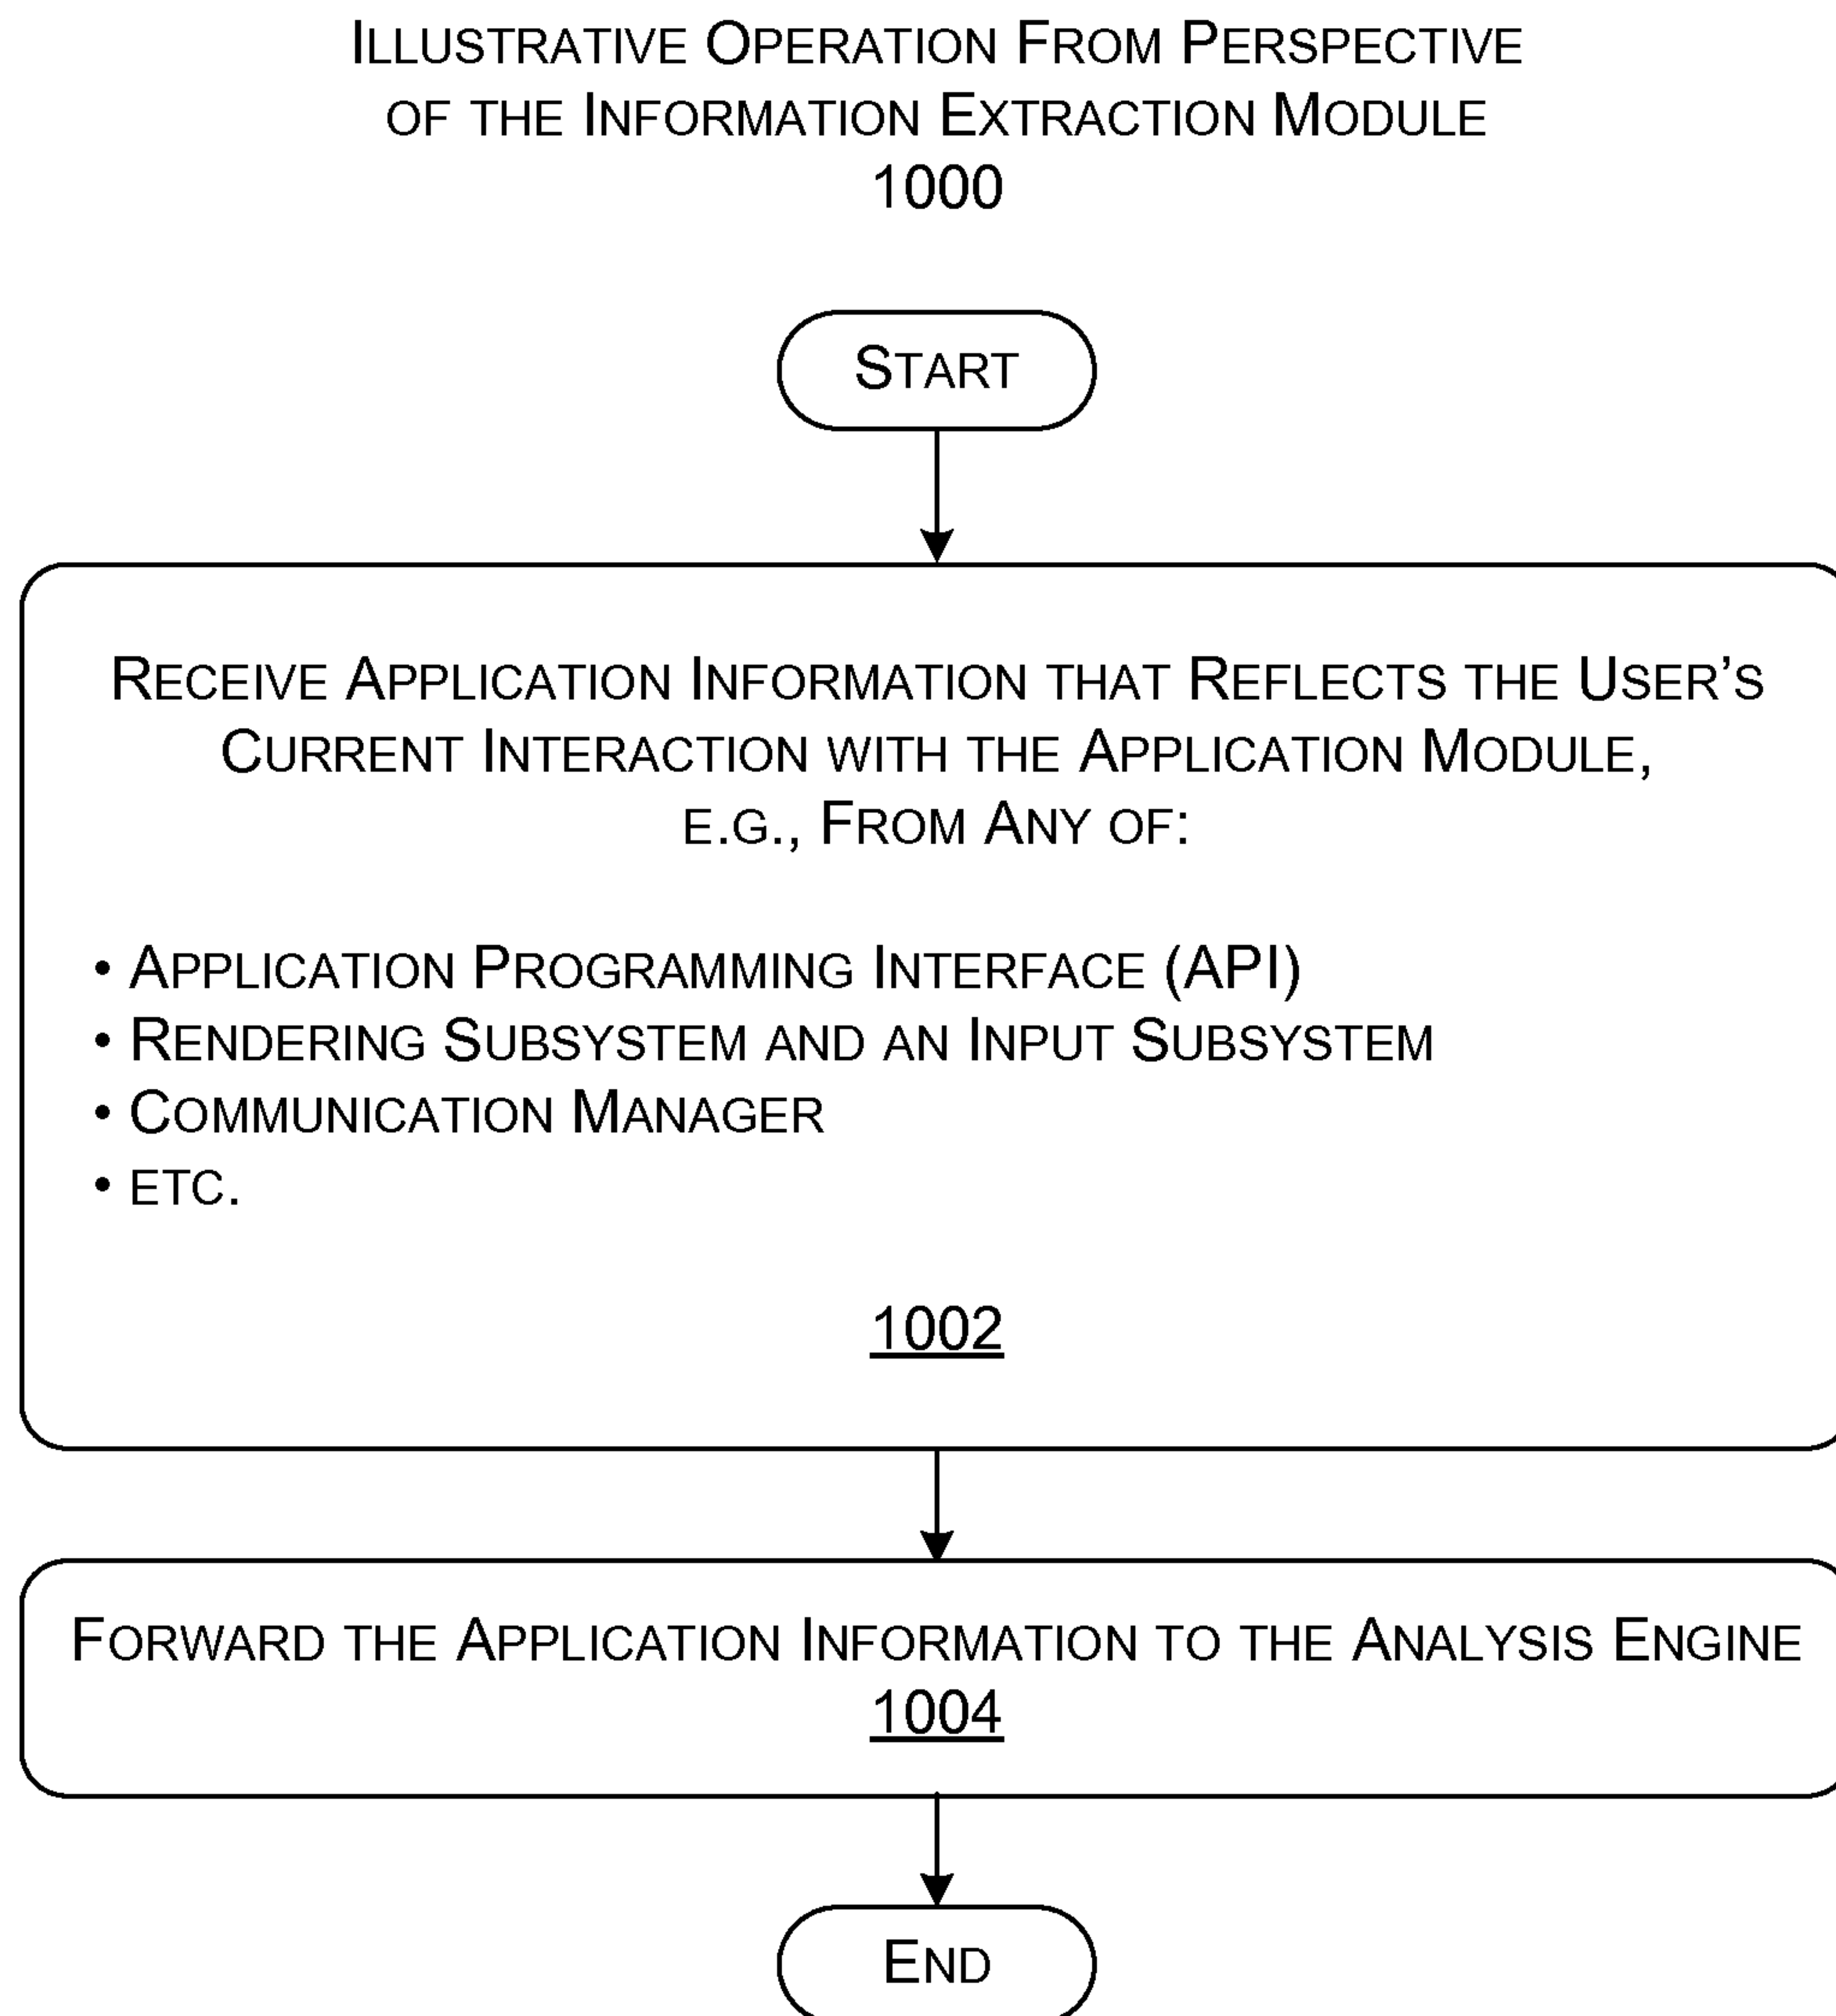 ILLUSTRATIVE OPERATION FROM PERSPECTIVE
OF THE INFORMATION EXTRACTION MODULE
1000
START
RECEIVE APPLICATION INFORMATION THAT REFLECTS THE USER’S
CURRENT INTERACTION WITH THE APPLICATION MODULE,
E.G., FROM ANY OF:
• APPLICATION PROGRAMMING INTERFACE (API)
• RENDERING SUBSYSTEM AND AN INPUT SUBSYSTEM
• COMMUNICATION MANAGER
• ETC.
1002
FORWARD THE APPLICATION INFORMATION TO THE ANALYSIS ENGINE
1004
END